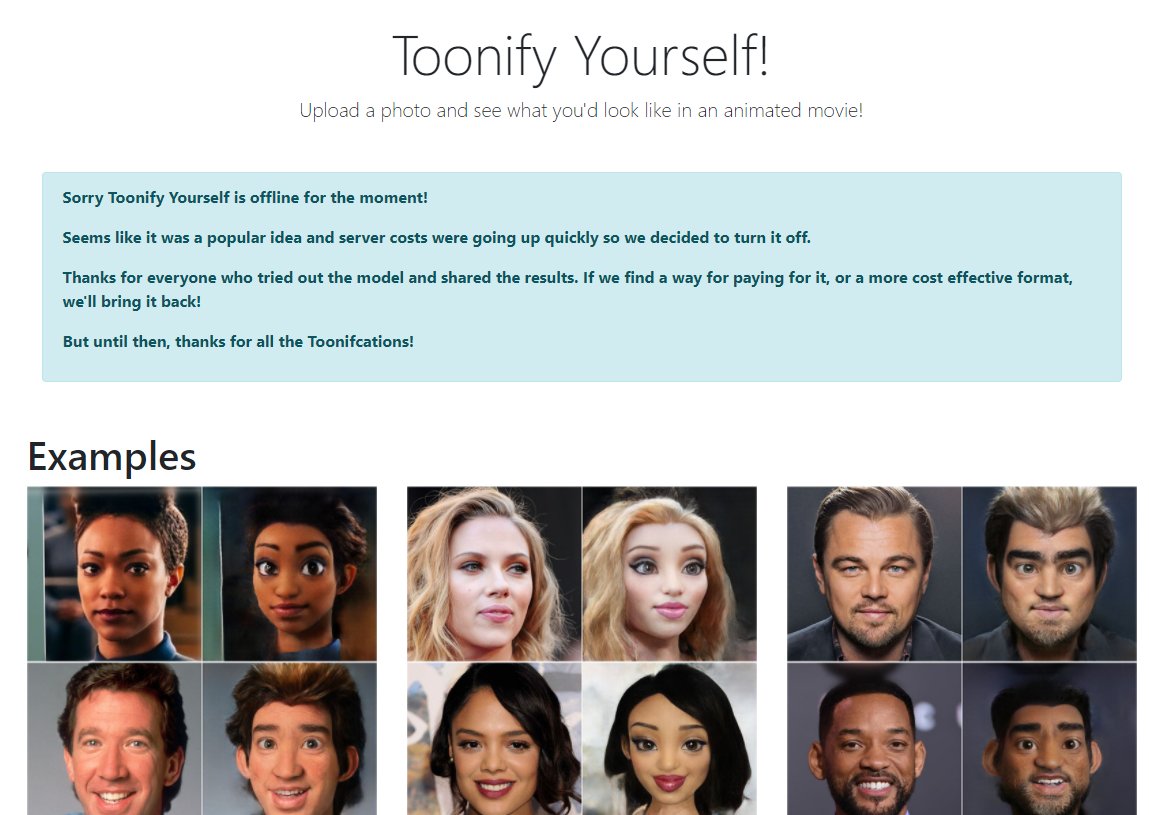 Toonify Yourself!
Upload a photo and see what you'd look like in an animated movie!
Sorry Toonify Yourself is offline for the moment!
Seems like it was a popular idea and server costs were going up quickly so we decided to turn it off.
Thanks for everyone who tried out the model and shared the results. If we find a way for paying for it, or a more cost effective format,
we'll bring it back!
But until then, thanks for all the Toonifcations!
Examples